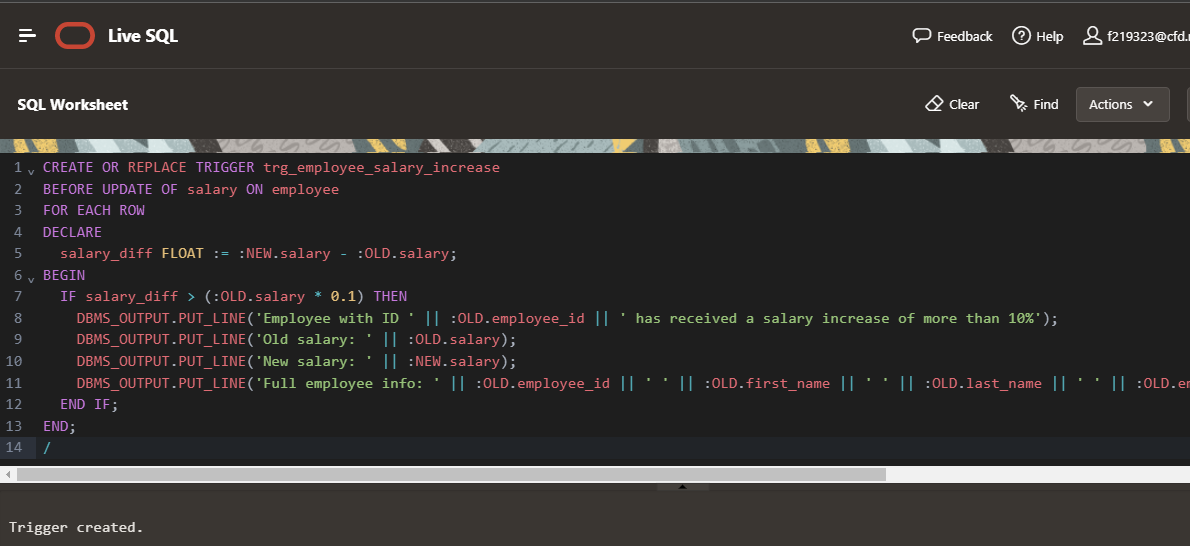 Live SQL
Feedback
Help
f219323@cfd.
SQL Worksheet
Clear
Find
Actions
1 CREATE OR REPLACE TRIGGER trg_employee_salary_increase
2 BEFORE UPDATE OF salary ON employee
3 FOR EACH ROW
4 DECLARE
5 salary_diff FLOAT := :NEW.salary - :OLD.salary;
6 BEGIN
7 IF salary_diff > (:OLD.salary * 0.1) THEN
8 DBMS_OUTPUT.PUT_LINE('Employee with ID ' || :OLD.employee_id || ' has received a salary increase of more than 10%');
9 DBMS_OUTPUT.PUT_LINE('Old salary: ' || :OLD.salary);
10 DBMS_OUTPUT.PUT_LINE('New salary: ' || :NEW.salary);
11 DBMS_OUTPUT.PUT_LINE('Full employee info: ' || :OLD.employee_id || ' ' || :OLD.first_name || ' ' || :OLD.last_name || ' ' || :OLD.em
12 END IF;
13 END;
14 /
Trigger created.